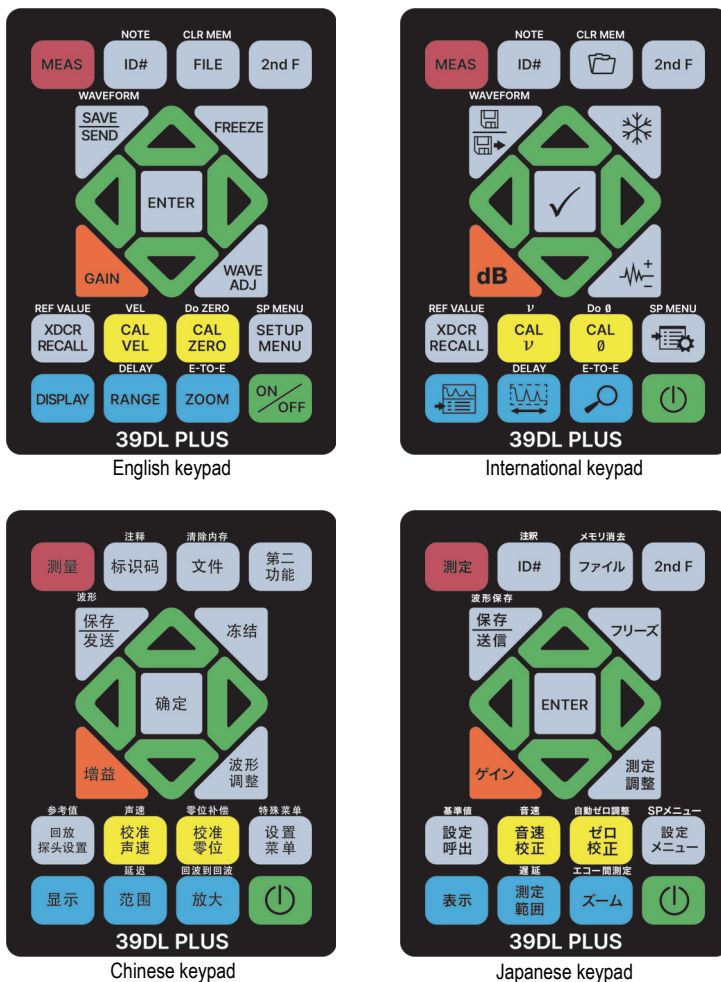 NOTE CLR MEM
MEAS ID# FILE 2nd F
WAVEFORM
SAVE
SEND
FREEZE
ENTER
GAIN
WAVE
ADJ
REF VALUE VEL Do ZERO SP MENU
XDCR
RECALL
CAL
VEL
CAL
ZERO
SETUP
MENU
DELAY E-TO-E
DISPLAY RANGE ZOOM ON/OFF
39DL PLUS
English keypad
NOTE CLR MEM
MEAS ID# 2nd F
WAVEFORM
dB
+
−
REF VALUE ν Do Ø SP MENU
XDCR
RECALL
CAL
ν
CAL
Ø
DELAY E-TO-E
39DL PLUS
International keypad
注释 清除内存
测量 标识码 文件 第二
功能
波形
保存
发送
冻结
确定
增益
波形
调整
参考值 声速 零位补偿 特殊菜单
回放
探头设置
校准
声速
校准
零位
设置
菜单
延迟 回波到回波
显示 范围 放大
39DL PLUS
Chinese keypad
注釈 メモリ消去
測定 ID# ファイル 2nd F
波形保存
保存
送信
フリーズ
ENTER
ゲイン
測定
調整
基準値 音速 自動ゼロ調整 SPメニュー
設定
呼出
音速
校正
ゼロ
校正
設定
メニュー
遅延 エコー間測定
表示 測定
範囲
ズーム
39DL PLUS
Japanese keypad